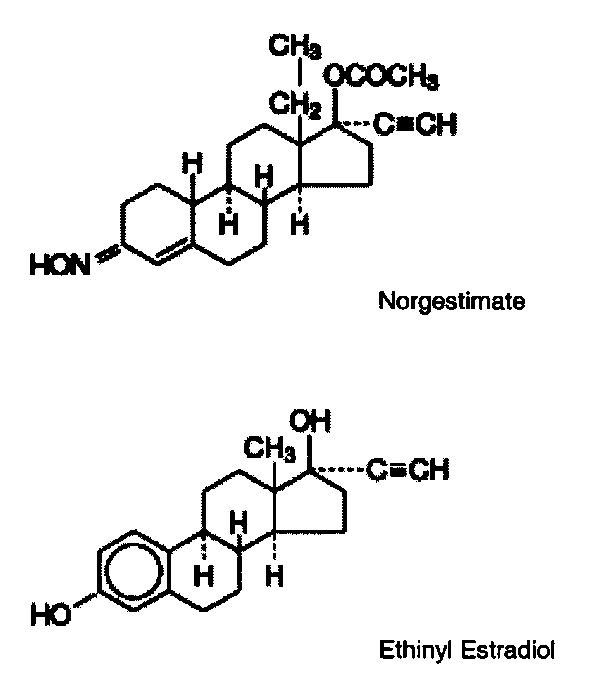 CH₃
OCOCH₃
CH₂
C≡CH
H
H
H
H
HON
Norgestimate
OH
CH₃
C≡CH
H
H
H
HO
Ethinyl Estradiol